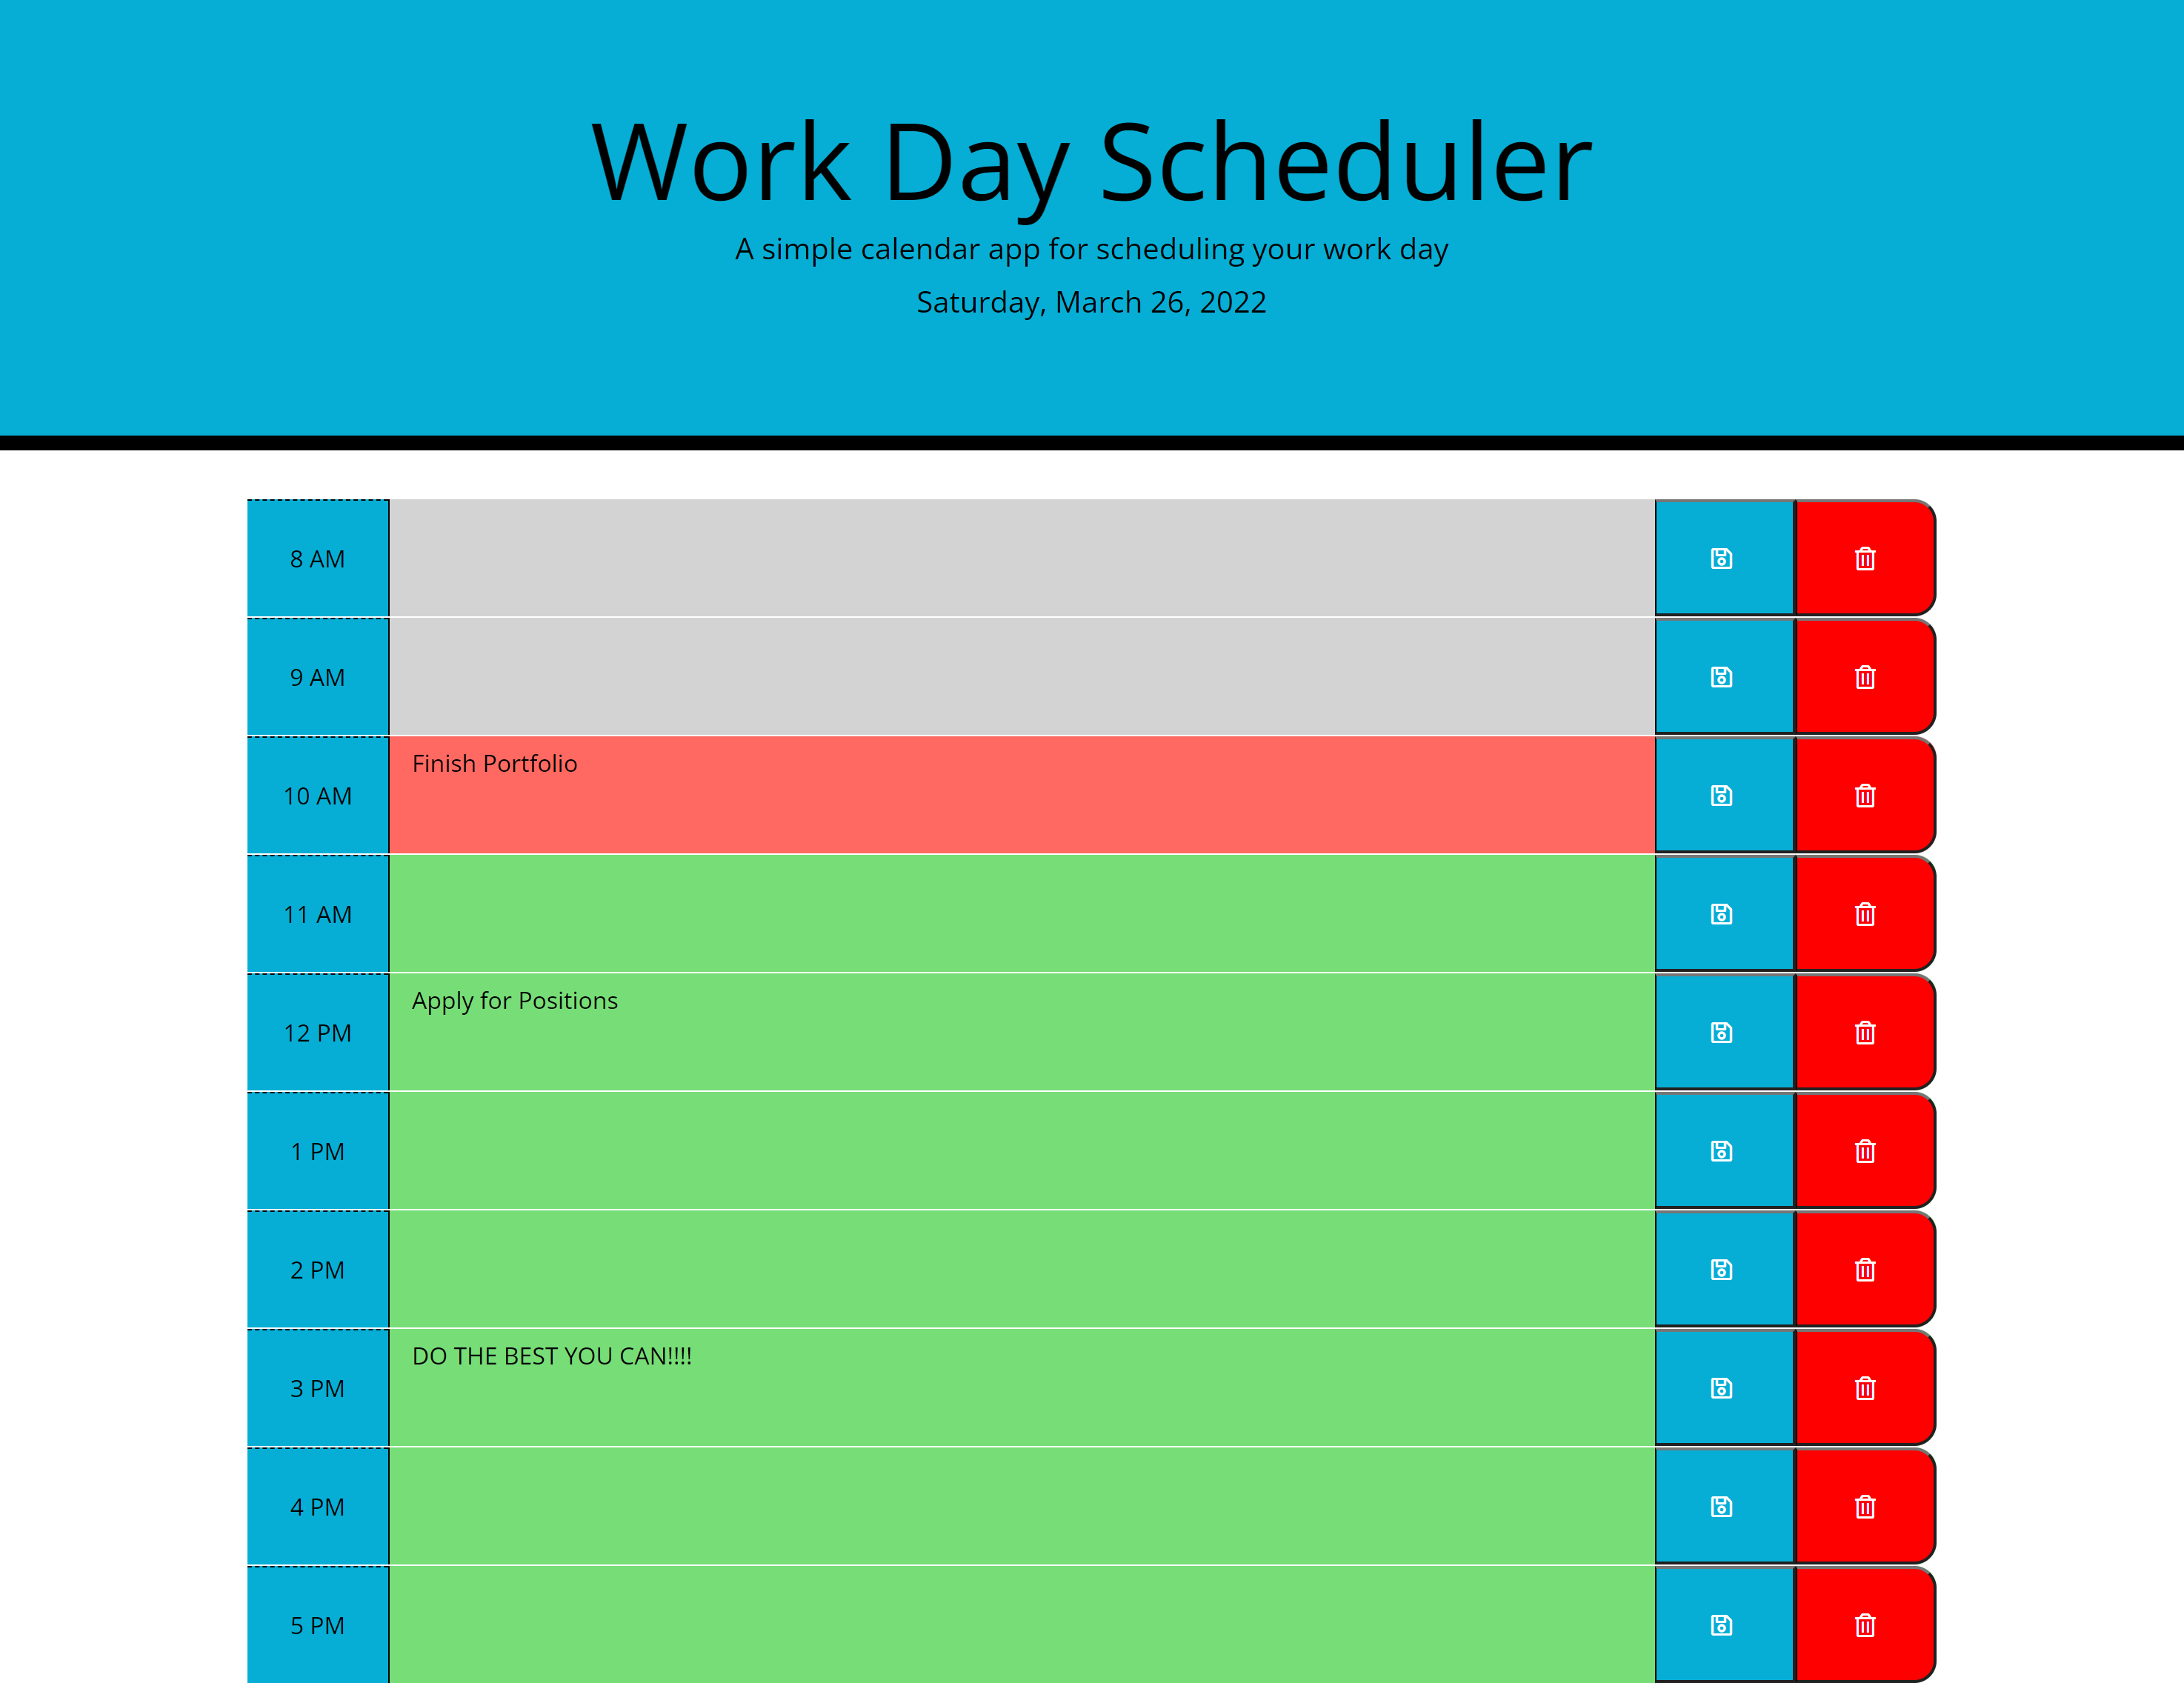 Work Day Scheduler
A simple calendar app for scheduling your work day
Saturday, March 26, 2022
8 AM
9 AM
10 AM
Finish Portfolio
11 AM
12 PM
Apply for Positions
1 PM
2 PM
3 PM
DO THE BEST YOU CAN!!!!
4 PM
5 PM